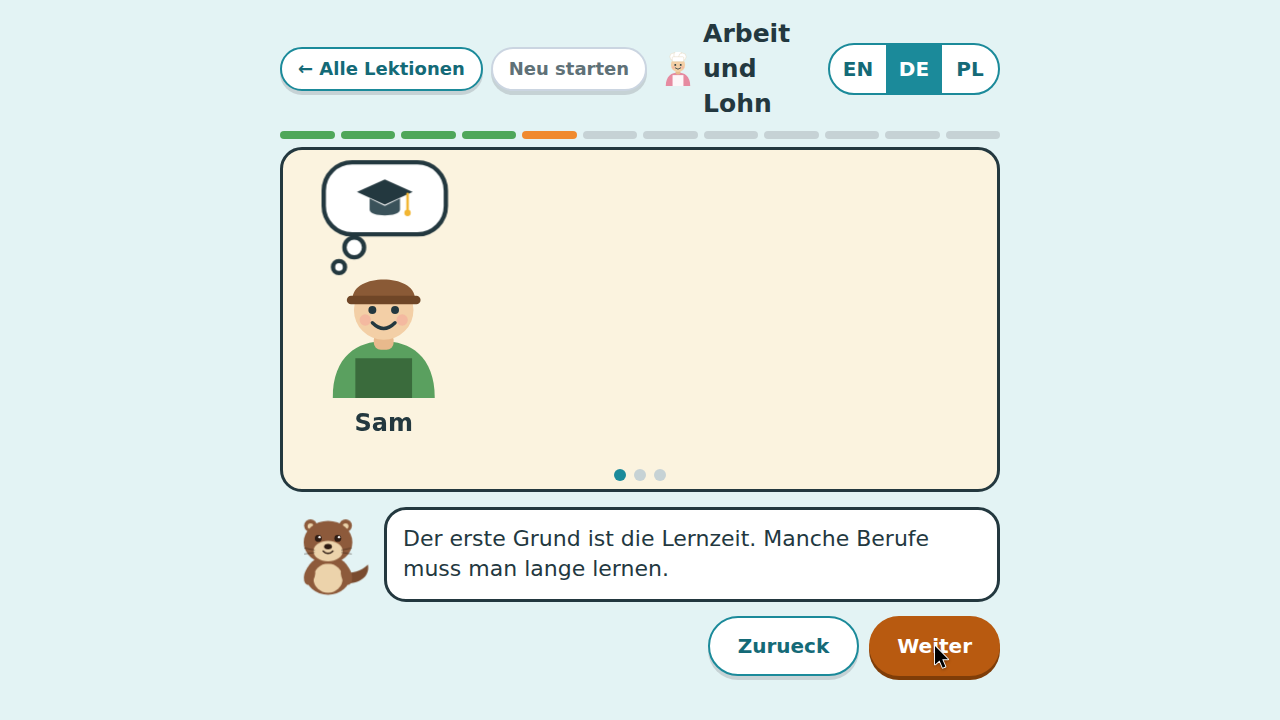 ← Alle Lektionen
Neu starten
Arbeit
und
Lohn
EN DE PL
Sam
Der erste Grund ist die Lernzeit. Manche Berufe
muss man lange lernen.
Zurueck
Weiter